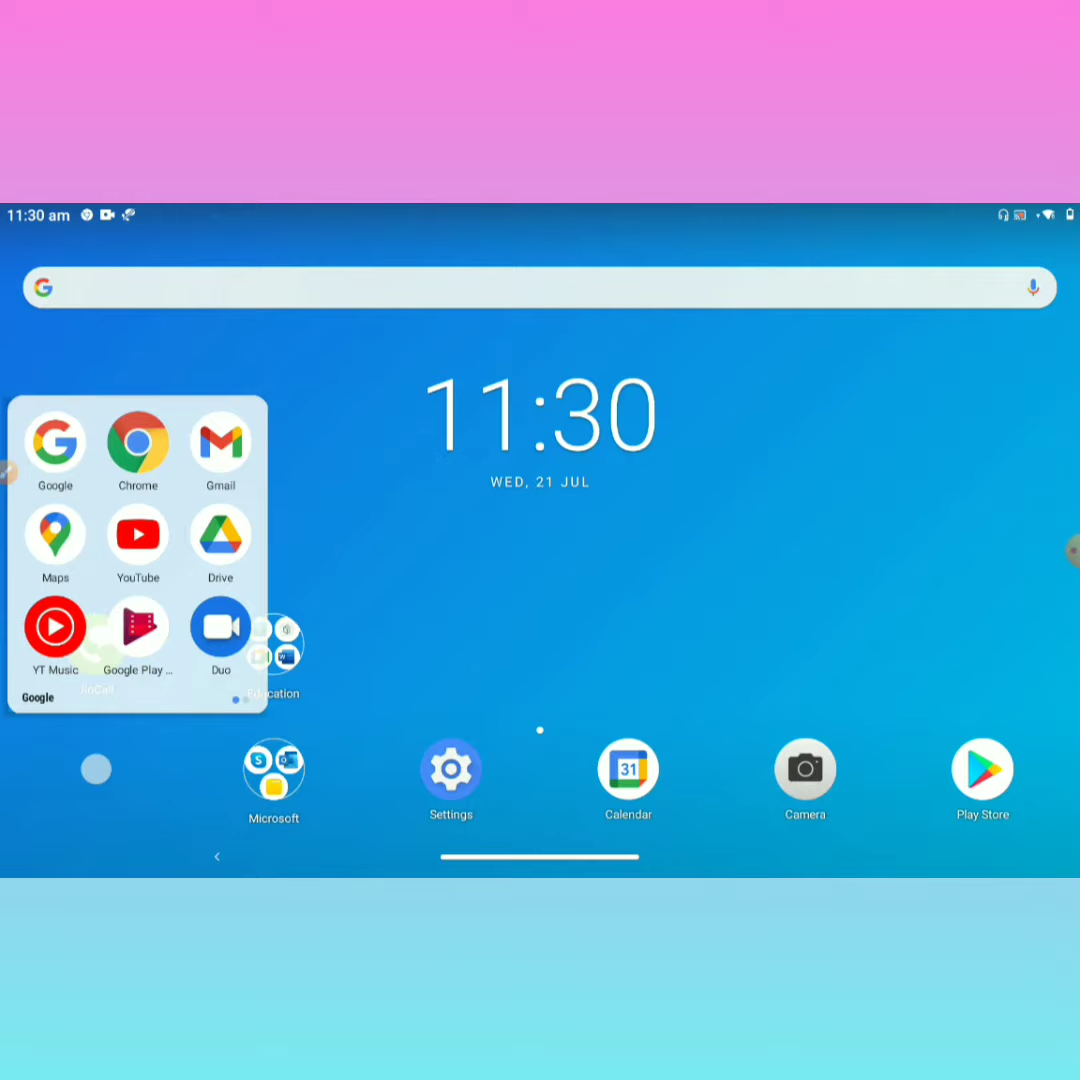 11:30 am
11:30
WED, 21 JUL
Google
Chrome
Gmail
Maps
YouTube
Drive
YT Music
Google Play ...
Duo
JioCall
Education
Google
31
Microsoft
Settings
Calendar
Camera
Play Store